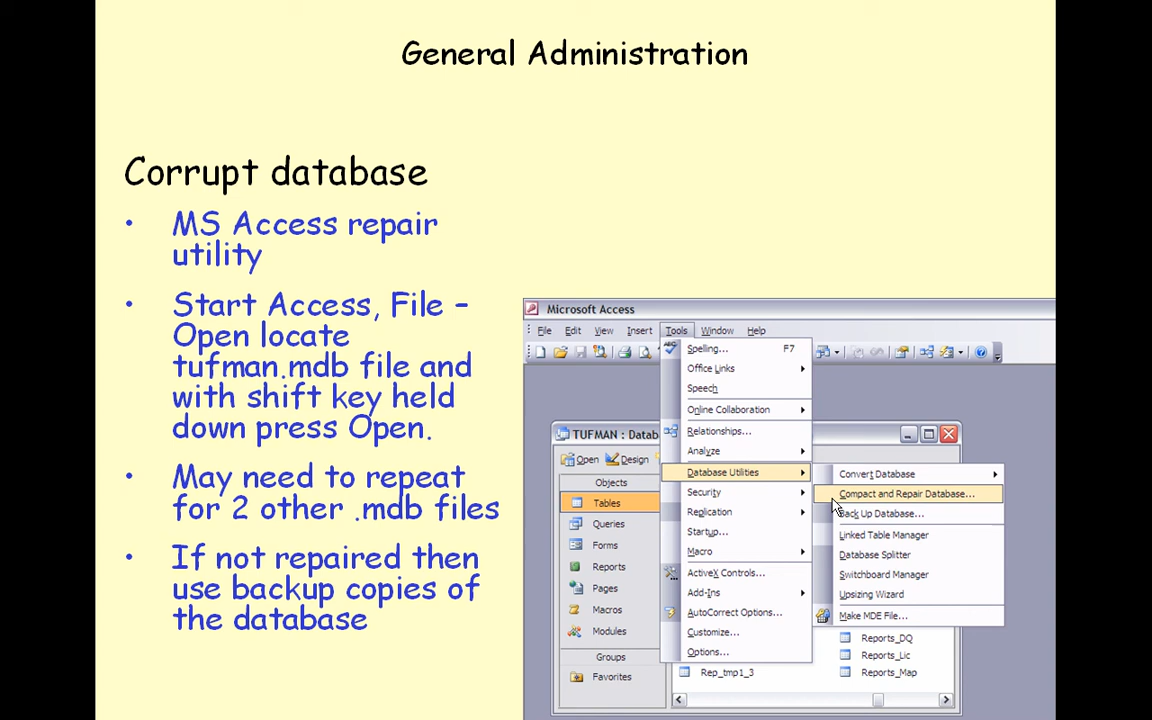 General Administration
Corrupt database
• MS Access repair
utility
• Start Access, File –
Open locate
tufman.mdb file and
with shift key held
down press Open.
• May need to repeat
for 2 other .mdb files
• If not repaired then
use backup copies of
the database
Microsoft Access
File Edit View Insert Tools Window Help
Spelling... F7
Office Links
Speech
Online Collaboration
Relationships...
Analyze
Database Utilities
Security
Replication
Startup...
Macro
ActiveX Controls...
Add-Ins
AutoCorrect Options...
Customize...
Options...
Convert Database
Compact and Repair Database...
Back Up Database...
Linked Table Manager
Database Splitter
Switchboard Manager
Upsizing Wizard
Make MDE File...
TUFMAN : Datab
Open Design
Objects
Tables
Queries
Forms
Reports
Pages
Macros
Modules
Groups
Favorites
Reports_DQ
Reports_Lic
Rep_tmp1_3 Reports_Map